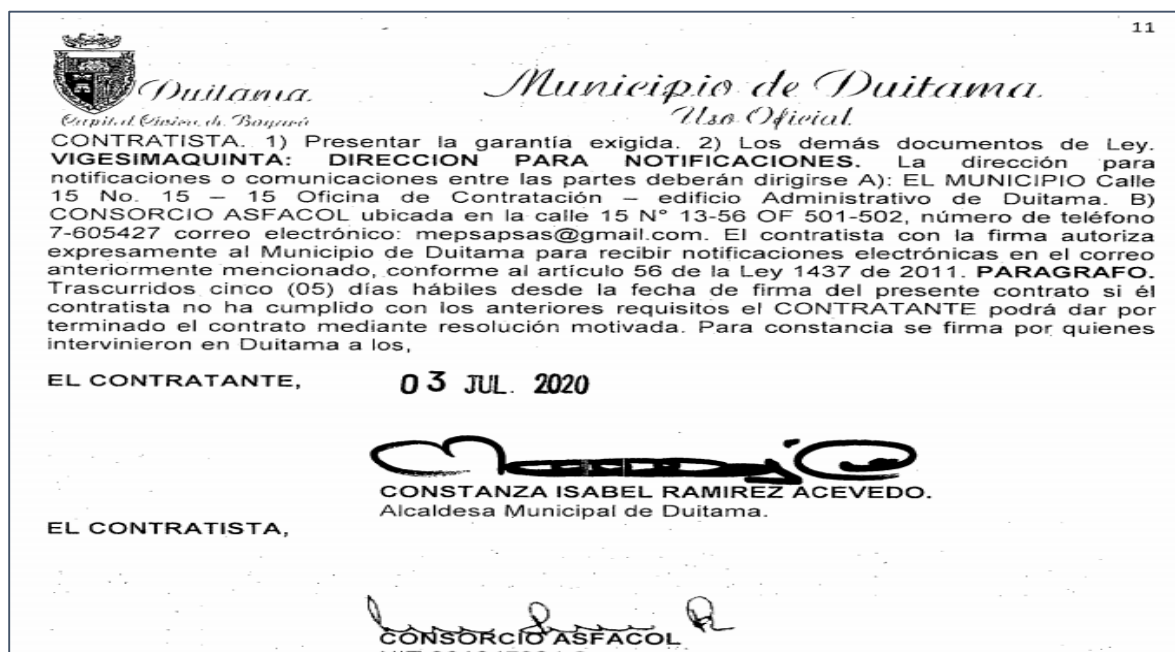 11
Duitama
Capital Cívica de Boyacá
Municipio de Duitama
Uso Oficial
CONTRATISTA. 1) Presentar la garantía exigida. 2) Los demás documentos de Ley.
VIGESIMAQUINTA: DIRECCION PARA NOTIFICACIONES. La dirección para
notificaciones o comunicaciones entre las partes deberán dirigirse A): EL MUNICIPIO Calle
15 No. 15 – 15 Oficina de Contratación – edificio Administrativo de Duitama. B)
CONSORCIO ASFACOL ubicada en la calle 15 N° 13-56 OF 501-502, número de teléfono
7-605427 correo electrónico: mepsapsas@gmail.com. El contratista con la firma autoriza
expresamente al Municipio de Duitama para recibir notificaciones electrónicas en el correo
anteriormente mencionado, conforme al artículo 56 de la Ley 1437 de 2011. PARAGRAFO.
Trascurridos cinco (05) días hábiles desde la fecha de firma del presente contrato si él
contratista no ha cumplido con los anteriores requisitos el CONTRATANTE podrá dar por
terminado el contrato mediante resolución motivada. Para constancia se firma por quienes
intervinieron en Duitama a los,
EL CONTRATANTE,
03 JUL. 2020
CONSTANZA ISABEL RAMIREZ ACEVEDO.
Alcaldesa Municipal de Duitama.
EL CONTRATISTA,
CONSORCIO ASFACOL